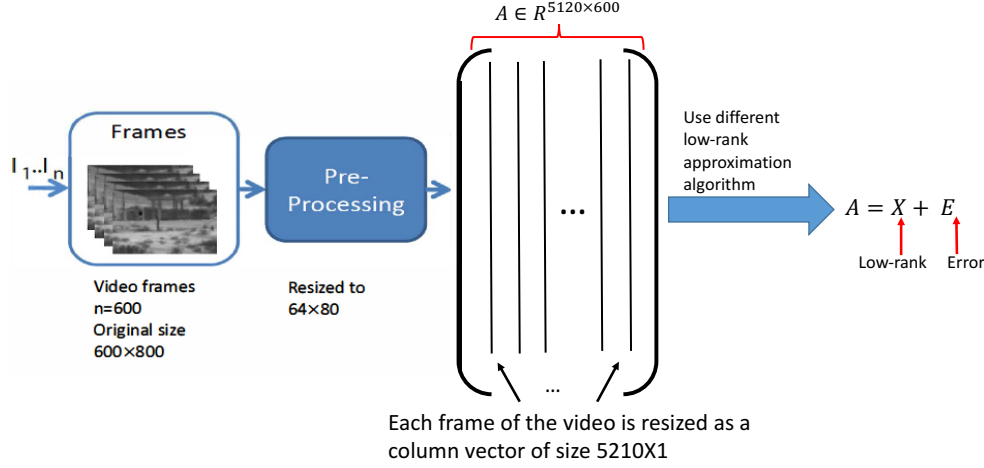 A ∈ R^{5120×600}
I_1..I_n
Frames
Pre-
Processing
...
Use different
low-rank
approximation
algorithm
A = X + E
Low-rank
Error
Video frames
n=600
Original size
600×800
Resized to
64×80
...
Each frame of the video is resized as a
column vector of size 5210X1